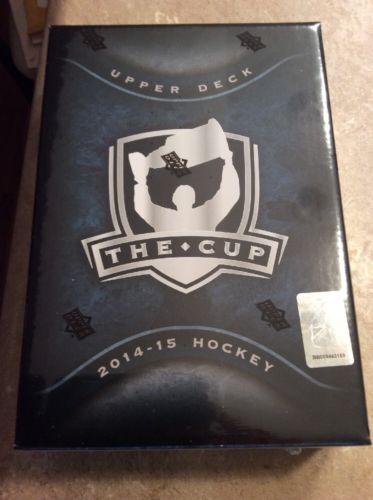 UPPER DECK
THE CUP
2014-15 HOCKEY